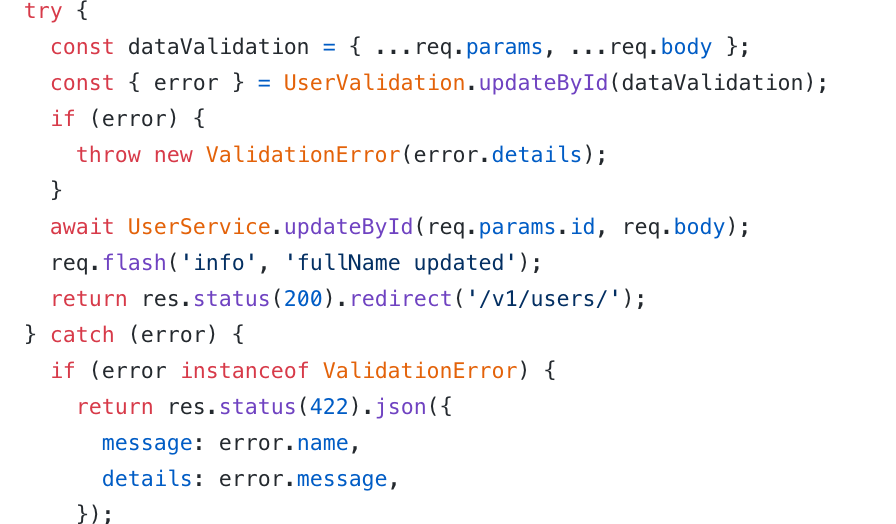 try {
  const dataValidation = { ...req.params, ...req.body };
  const { error } = UserValidation.updateById(dataValidation);
  if (error) {
    throw new ValidationError(error.details);
  }
  await UserService.updateById(req.params.id, req.body);
  req.flash('info', 'fullName updated');
  return res.status(200).redirect('/v1/users/');
} catch (error) {
  if (error instanceof ValidationError) {
    return res.status(422).json({
      message: error.name,
      details: error.message,
    });